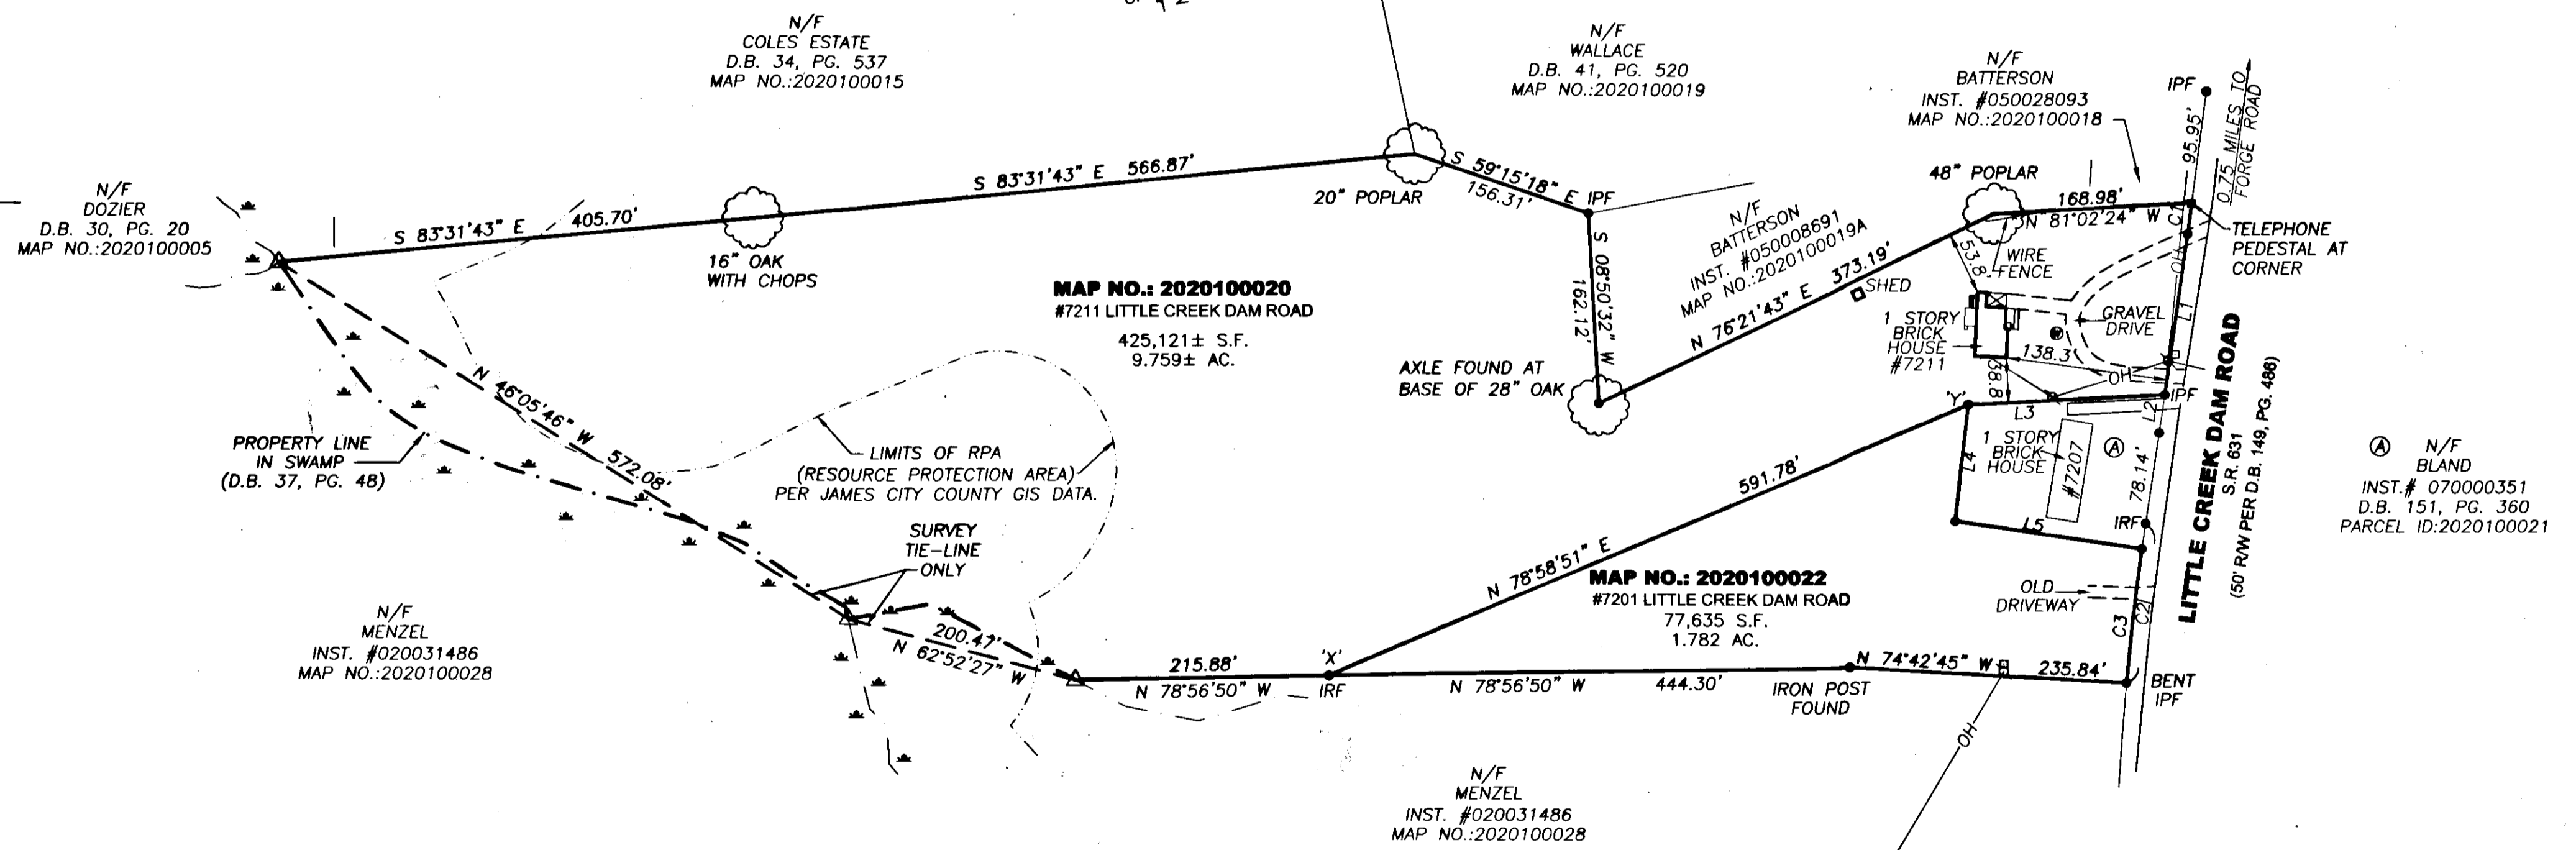 N/F
COLES ESTATE
D.B. 34, PG. 537
MAP NO.:2020100015
N/F
WALLACE
D.B. 41, PG. 520
MAP NO.:2020100019
N/F
BATTERSON
INST. #050028093
MAP NO.:2020100018
IPF
95.95'
0.75 MILES TO
FORGE ROAD
N/F
DOZIER
D.B. 30, PG. 20
MAP NO.:2020100005
S 83°31'43" E 405.70'
16" OAK
WITH CHOPS
S 83°31'43" E 566.87'
20" POPLAR
S 59°15'18" E
156.31'
IPF
S 08°50'32" W
162.12'
N/F
BATTERSON
INST. #050008691
MAP NO.:2020100019A
N 76°21'43" E 373.19'
SHED
48" POPLAR
168.98'
N 81°02'24" W
C1
TELEPHONE
PEDESTAL AT
CORNER
53.8'
WIRE
FENCE
OH
L1
GRAVEL
DRIVE
1 STORY
BRICK
HOUSE
#7211
138.3'
38.8
OH
IPF
L2
L3
'Y'
MAP NO.: 2020100020
#7211 LITTLE CREEK DAM ROAD
425,121± S.F.
9.759± AC.
AXLE FOUND AT
BASE OF 28" OAK
N 46°05'46" W 572.08'
PROPERTY LINE
IN SWAMP
(D.B. 37, PG. 48)
LIMITS OF RPA
(RESOURCE PROTECTION AREA)
PER JAMES CITY COUNTY GIS DATA.
SURVEY
TIE-LINE
ONLY
1 STORY
BRICK
HOUSE
#7207
A
L4
L5
78.14'
IRF
LITTLE CREEK DAM ROAD
S.R. 631
(50' R/W PER D.B. 149, PG. 486)
A N/F
BLAND
INST.# 070000351
D.B. 151, PG. 360
PARCEL ID:2020100021
N 78°58'51" E 591.78'
MAP NO.: 2020100022
#7201 LITTLE CREEK DAM ROAD
77,635 S.F.
1.782 AC.
OLD
DRIVEWAY
C3
C2
N/F
MENZEL
INST. #020031486
MAP NO.:2020100028
200.47'
N 62°52'27" W
215.88'
N 78°56'50" W
'X'
IRF
N 78°56'50" W 444.30'
IRON POST
FOUND
N 74°42'45" W 235.84'
BENT
IPF
OH
N/F
MENZEL
INST. #020031486
MAP NO.:2020100028